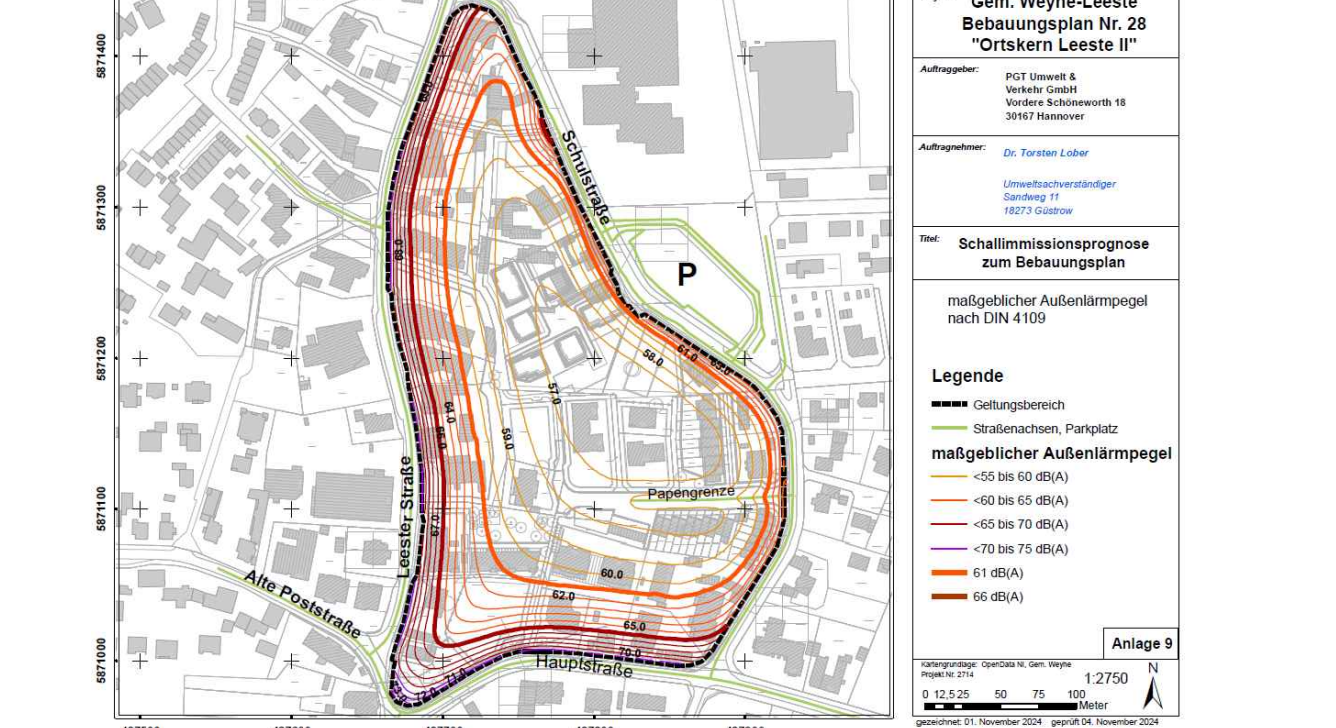 Gem. Weyhe-Leeste
Bebauungsplan Nr. 28
"Ortskern Leeste II"
Auftraggeber:
PGT Umwelt &
Verkehr GmbH
Vordere Schöneworth 18
30167 Hannover
Auftragnehmer:
Dr. Torsten Lober
Umweltsachverständiger
Sandweg 11
18273 Güstrow
Titel:
Schallimmissionsprognose
zum Bebauungsplan
maßgeblicher Außenlärmpegel
nach DIN 4109
Legende
Geltungsbereich
Straßenachsen, Parkplatz
maßgeblicher Außenlärmpegel
<55 bis 60 dB(A)
<60 bis 65 dB(A)
<65 bis 70 dB(A)
<70 bis 75 dB(A)
61 dB(A)
66 dB(A)
Anlage 9
Kartengrundlage: OpenData NI, Gem. Weyhe
Projekt.Nr. 2714
1:2750
N
0 12,5 25 50 75 100
Meter
gezeichnet: 01. November 2024 geprüft 04. November 2024
5871400
5871300
5871200
5871100
5871000
Schulstraße
P
68.0
58.0
61.0
57.0
64.0
59.0
Papengrenze
Leester Straße
67.0
60.0
62.0
65.0
70.0
Alte Poststraße
Hauptstraße
72.0